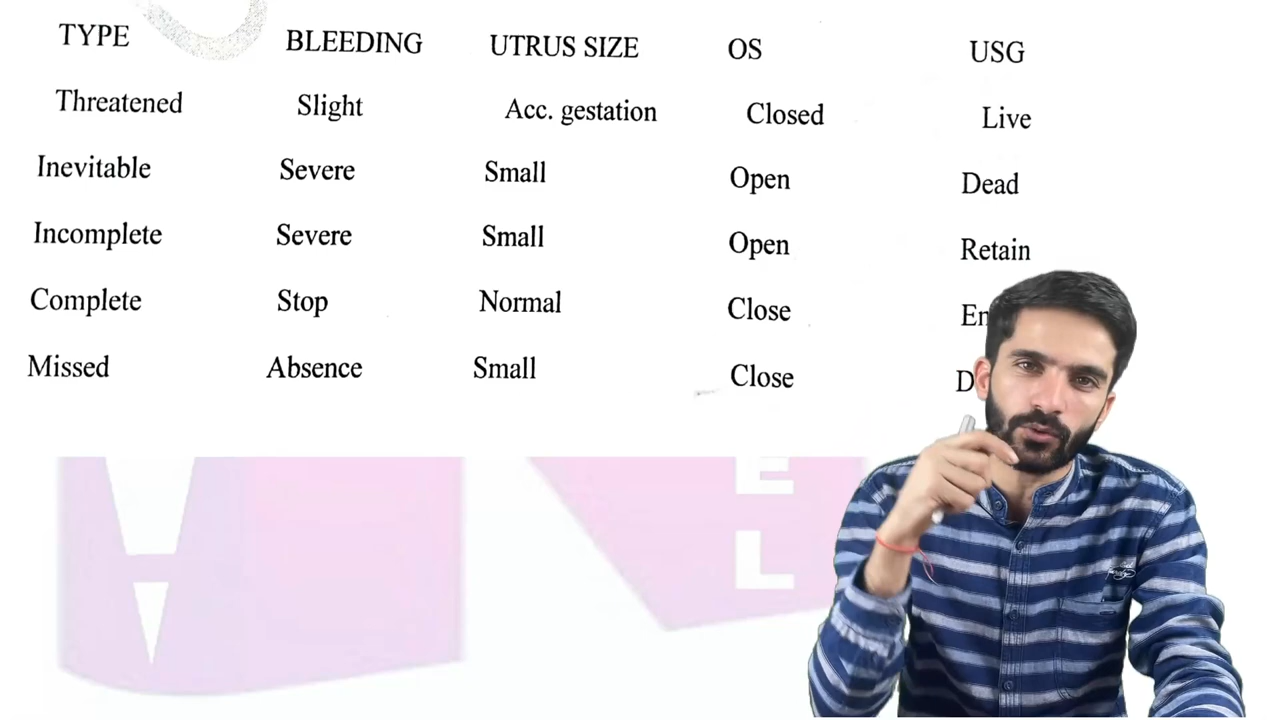 TYPE BLEEDING UTRUS SIZE OS USG
Threatened Slight Acc. gestation Closed Live
Inevitable Severe Small Open Dead
Incomplete Severe Small Open Retain
Complete Stop Normal Close
Missed Absence Small Close
E
L